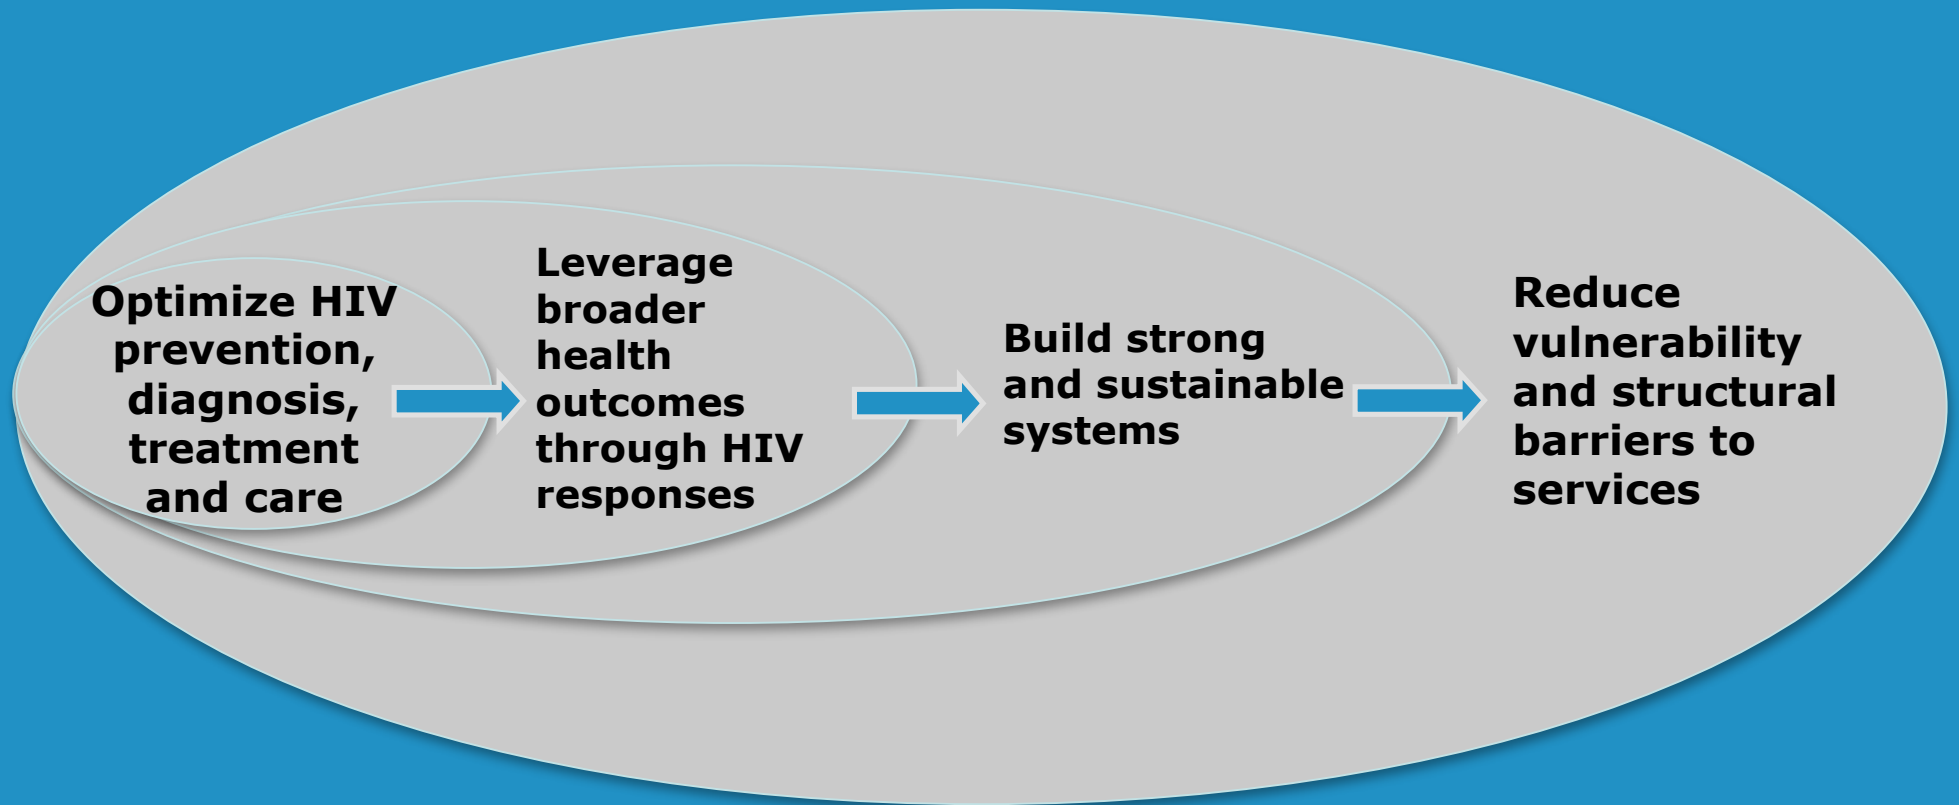 Optimize HIV
prevention,
diagnosis,
treatment
and care
Leverage
broader
health
outcomes
through HIV
responses
Build strong
and sustainable
systems
Reduce
vulnerability
and structural
barriers to
services